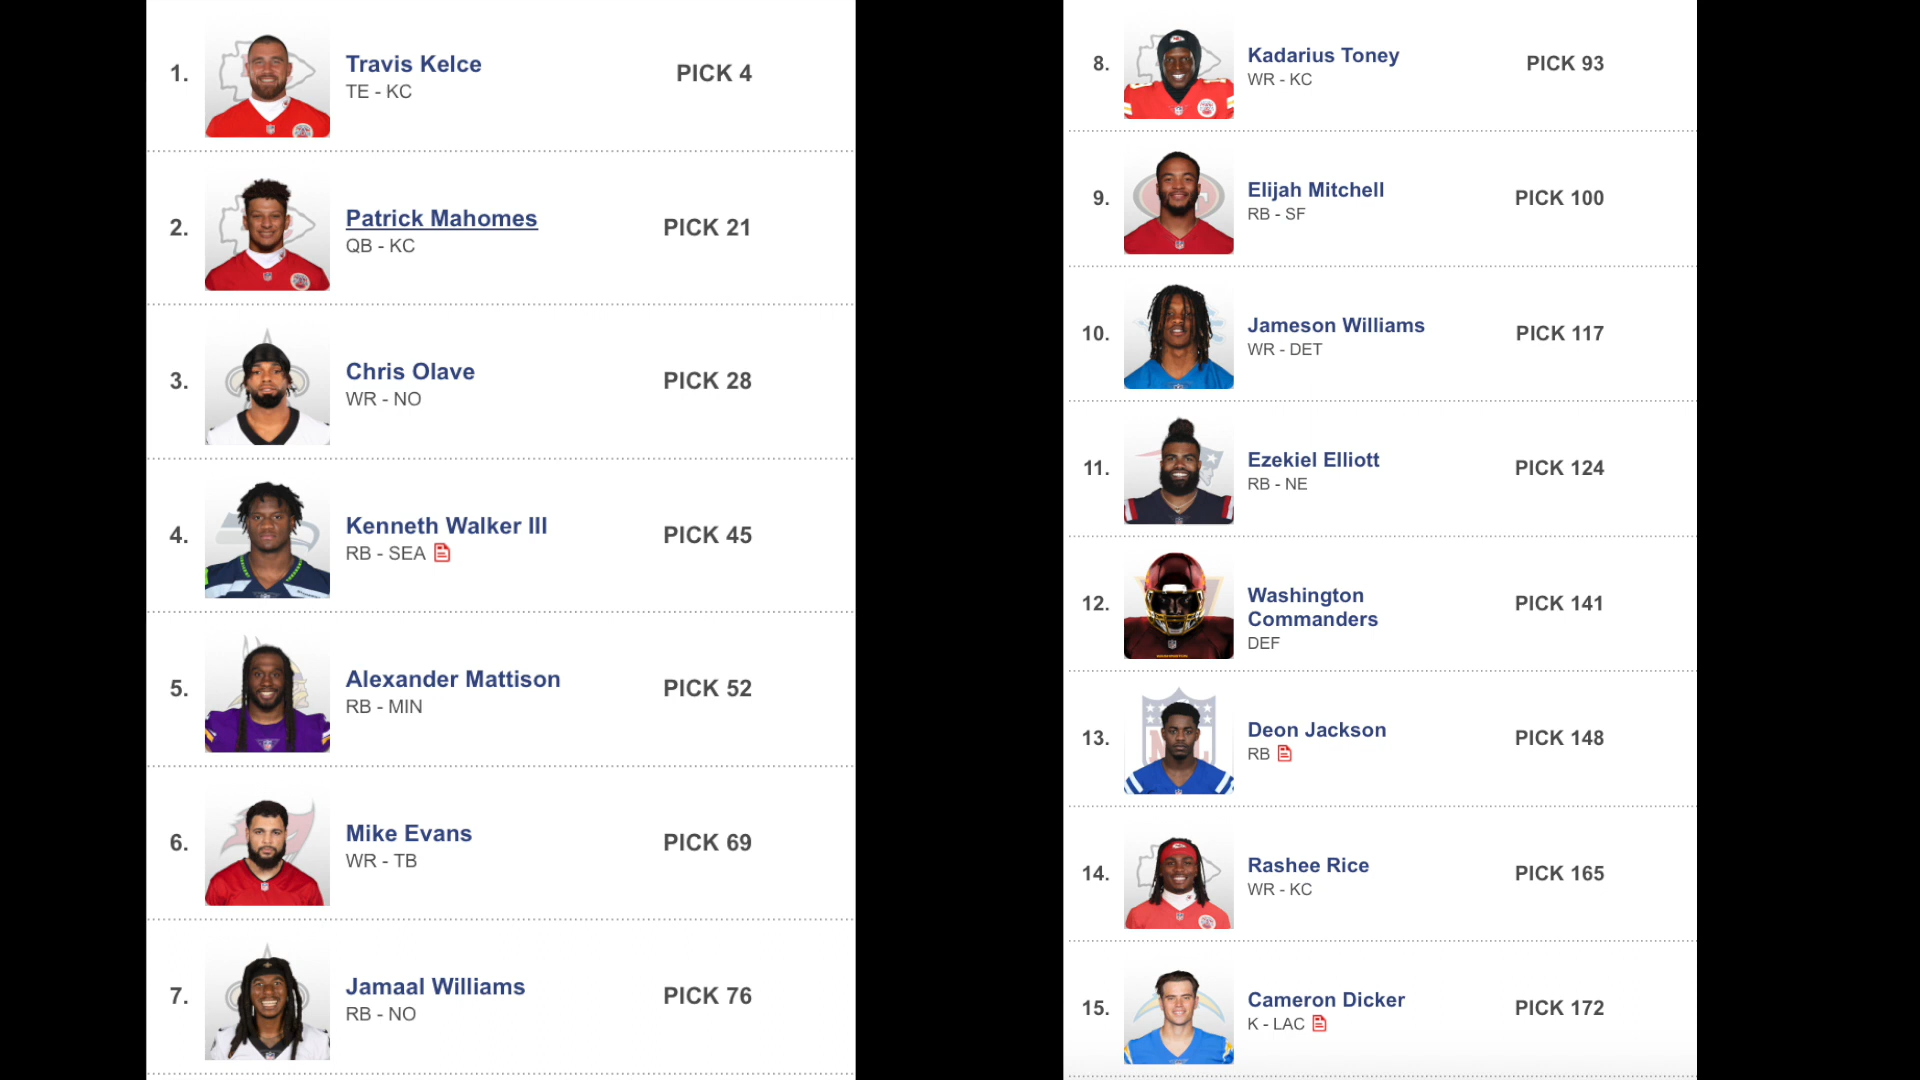 1.
Travis Kelce
TE - KC
PICK 4
2.
Patrick Mahomes
QB - KC
PICK 21
3.
Chris Olave
WR - NO
PICK 28
4.
Kenneth Walker III
RB - SEA
PICK 45
5.
Alexander Mattison
RB - MIN
PICK 52
6.
Mike Evans
WR - TB
PICK 69
7.
Jamaal Williams
RB - NO
PICK 76
8.
Kadarius Toney
WR - KC
PICK 93
9.
Elijah Mitchell
RB - SF
PICK 100
10.
Jameson Williams
WR - DET
PICK 117
11.
Ezekiel Elliott
RB - NE
PICK 124
12.
Washington
Commanders
DEF
PICK 141
13.
Deon Jackson
RB
PICK 148
14.
Rashee Rice
WR - KC
PICK 165
15.
Cameron Dicker
K - LAC
PICK 172